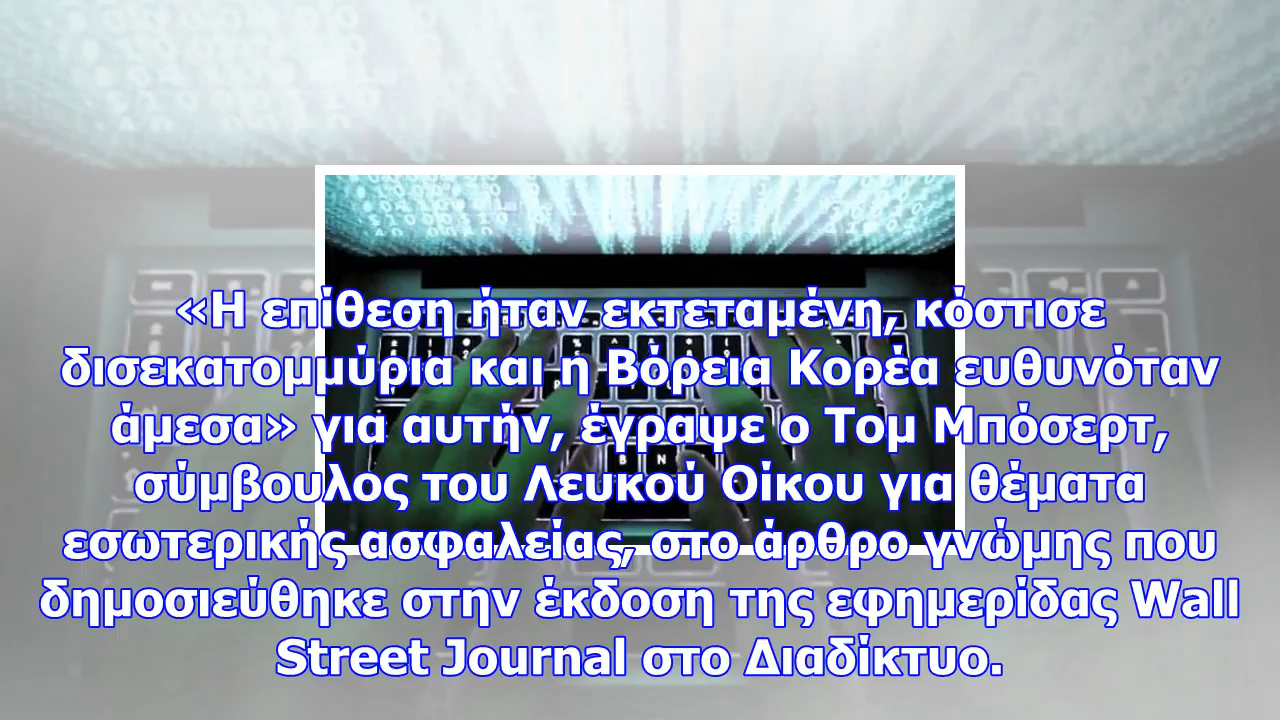 «Η επίθεση ήταν εκτεταμένη, κόστισε
δισεκατομμύρια και η Βόρεια Κορέα ευθυνόταν
άμεσα» για αυτήν, έγραψε ο Τομ Μπόσερτ,
σύμβουλος του Λευκού Οίκου για θέματα
εσωτερικής ασφαλείας, στο άρθρο γνώμης που
δημοσιεύθηκε στην έκδοση της εφημερίδας Wall
Street Journal στο Διαδίκτυο.